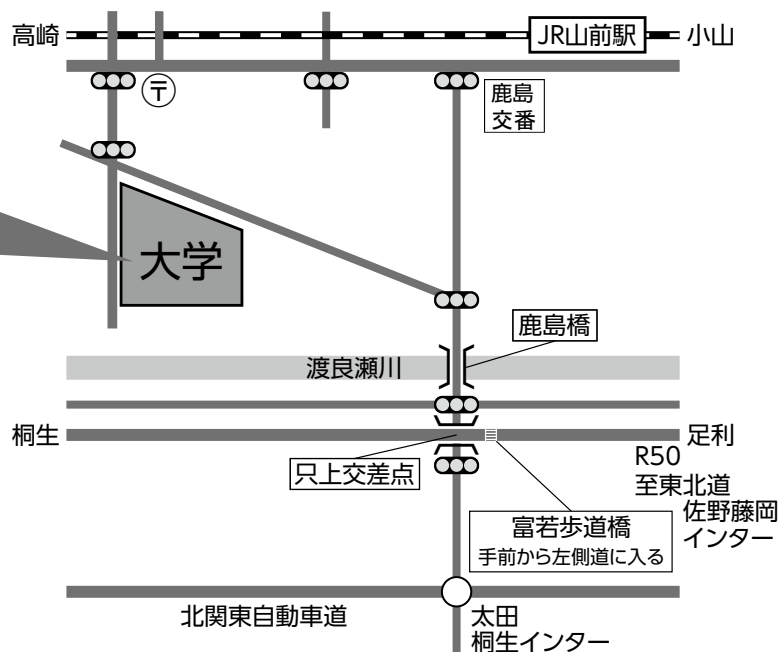 高崎
JR山前駅
小山
〒
鹿島
交番
大学
鹿島橋
渡良瀬川
桐生
足利
只上交差点
R50
至東北道
佐野藤岡
インター
富若歩道橋
手前から左側道に入る
北関東自動車道
太田
桐生インター